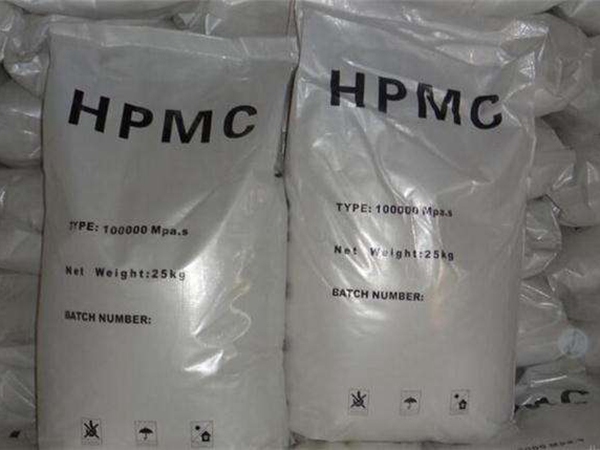 HPMC
TYPE: 100000 Mpa.s
Net Weight:25kg
BATCH NUMBER:
HPMC
TYPE: 100000 Mpa.s
Net Weight:25kg
BATCH NUMBER: